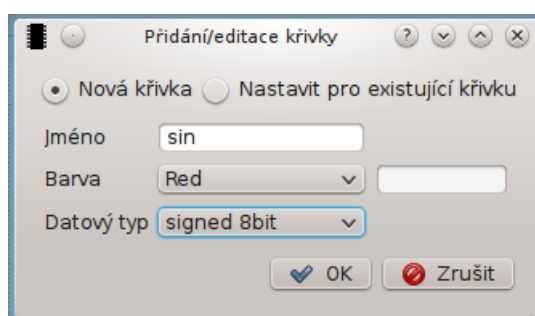 Přidání/editace křivky
Nová křivka Nastavit pro existující křivku
Jméno sin
Barva Red
Datový typ signed 8bit
OK Zrušit